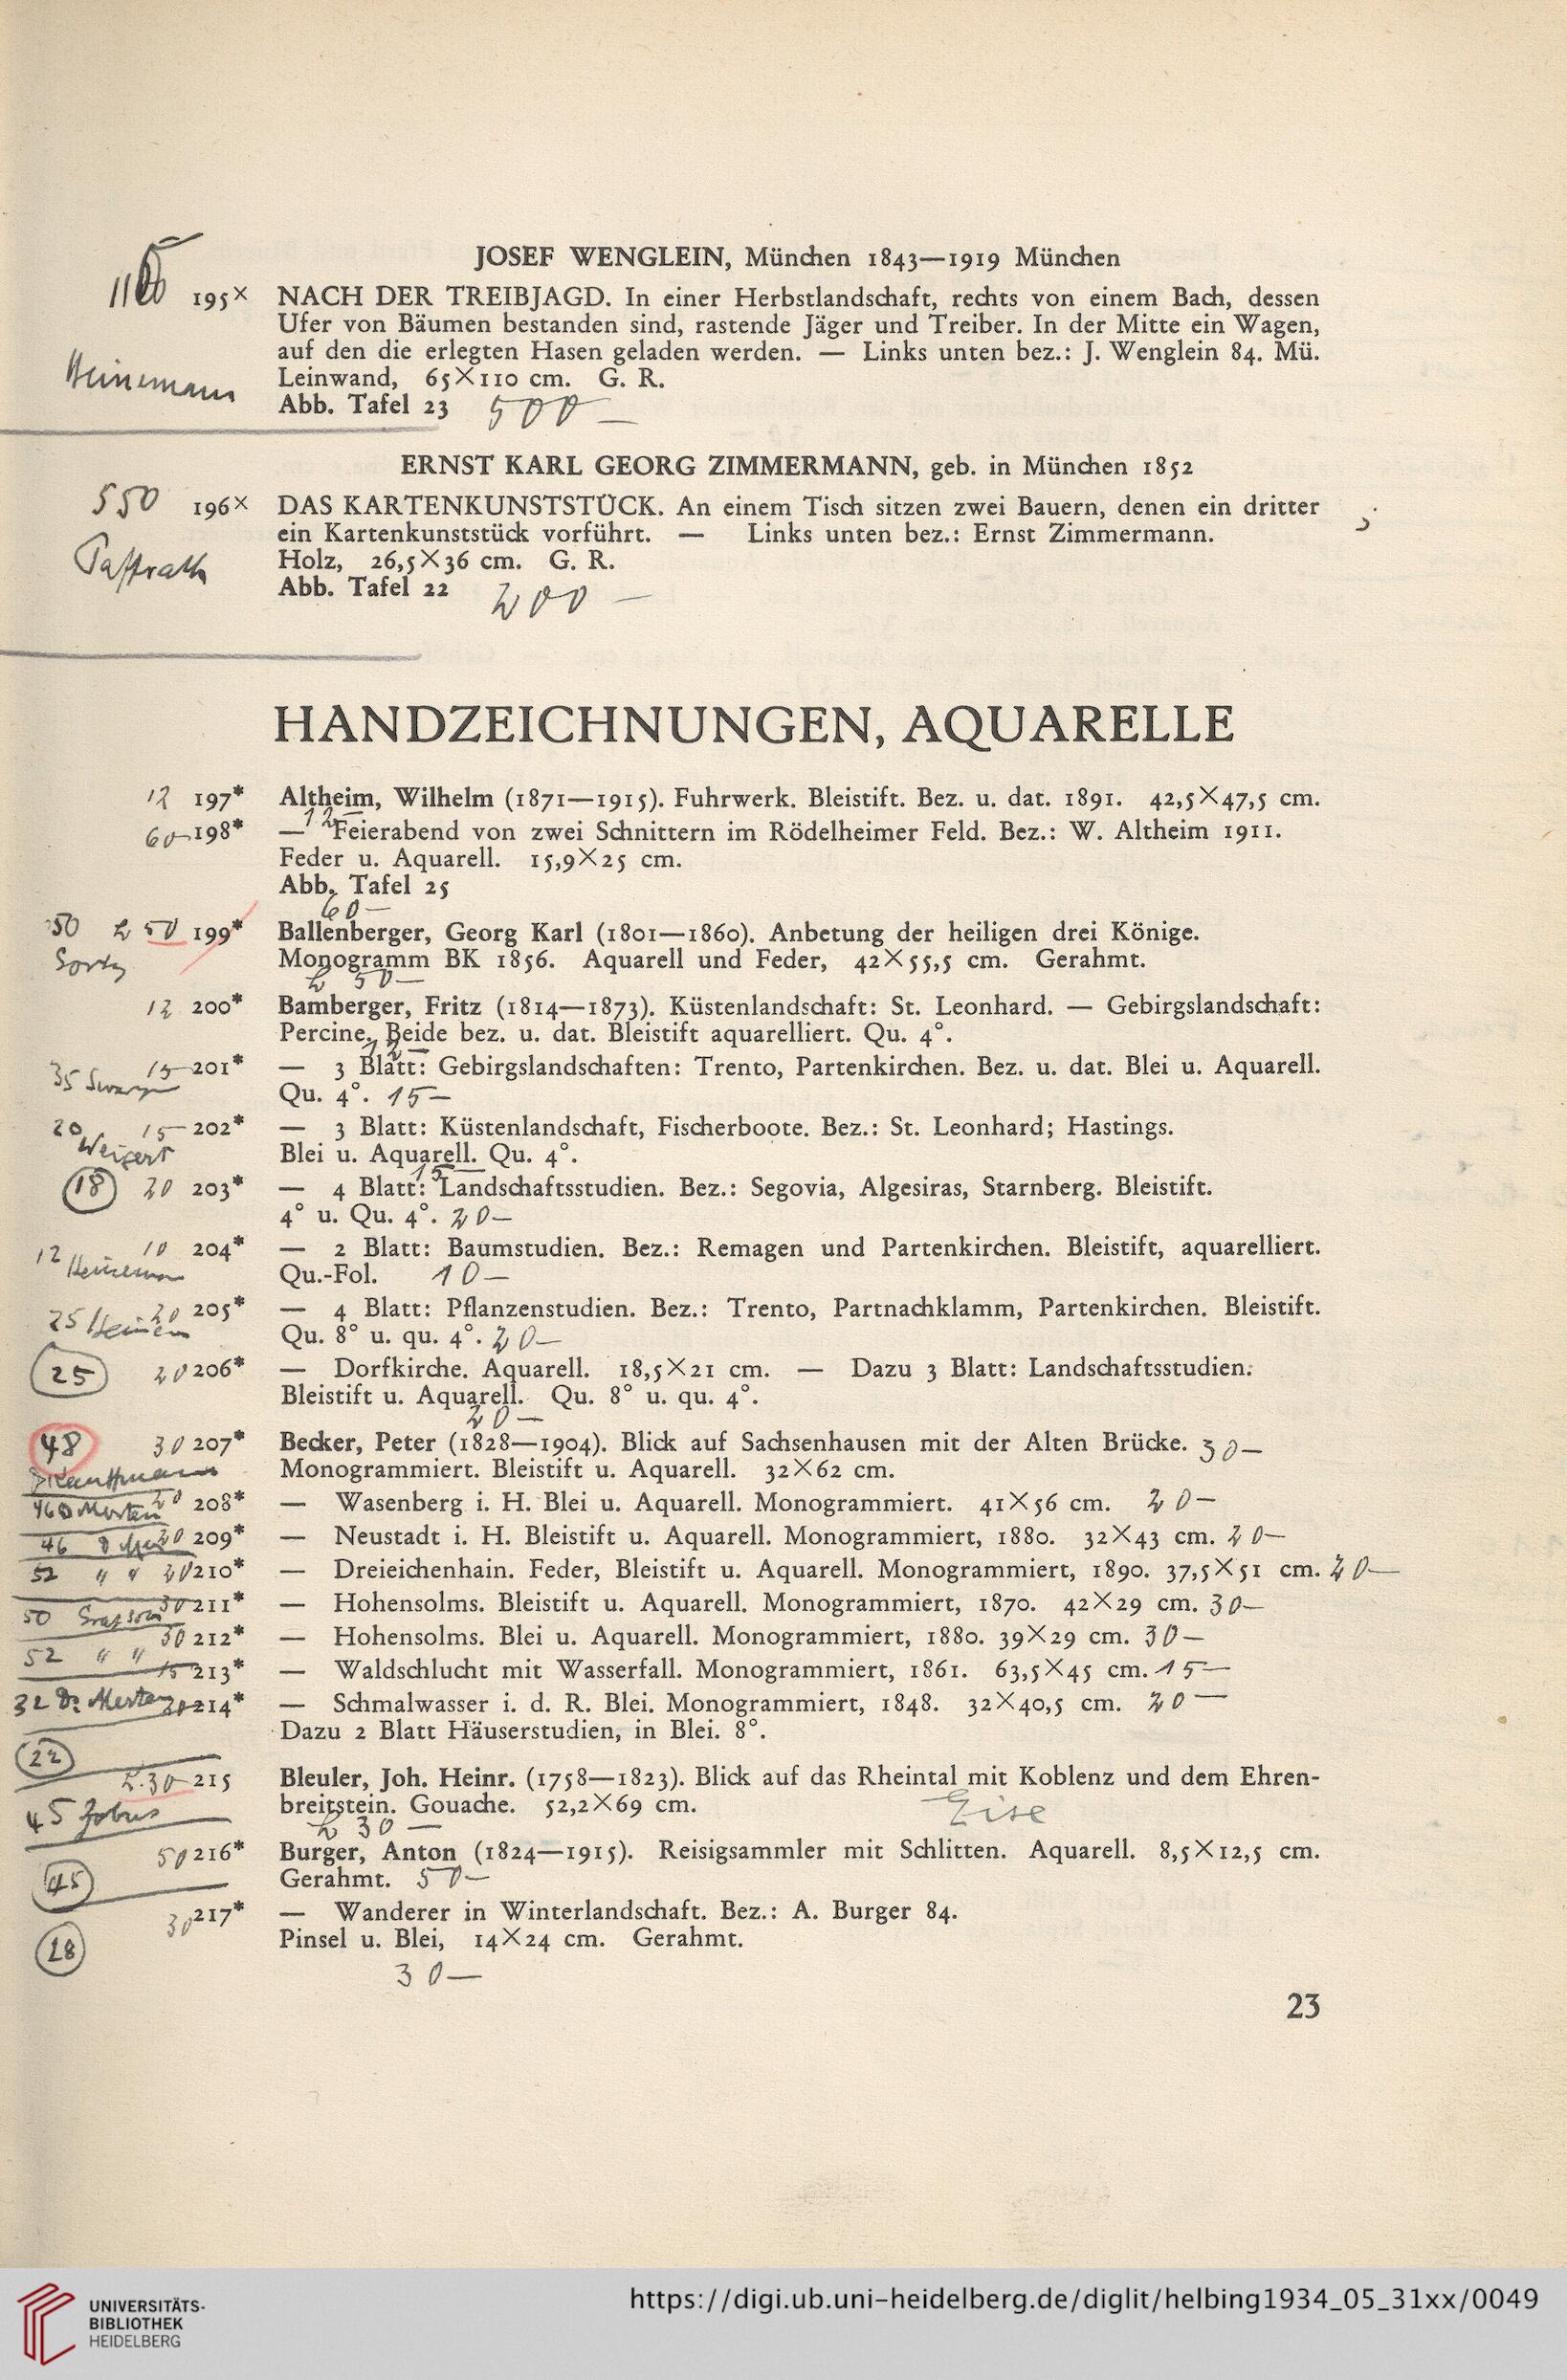 JOSEF WENGLEIN, München 1843—1919 München
195× NACH DER TREIBJAGD. In einer Herbstlandschaft, rechts von einem Bach, dessen
Ufer von Bäumen bestanden sind, rastende Jäger und Treiber. In der Mitte ein Wagen,
auf den die erlegten Hasen geladen werden. — Links unten bez.: J. Wenglein 84. Mü.
Heinemann Leinwand, 65×110 cm. G. R.
Abb. Tafel 23 500—
ERNST KARL GEORG ZIMMERMANN, geb. in München 1852
550 196× DAS KARTENKUNSTSTÜCK. An einem Tisch sitzen zwei Bauern, denen ein dritter
ein Kartenkunststück vorführt. — Links unten bez.: Ernst Zimmermann.
Paffrath Holz, 26,5×36 cm. G. R.
Abb. Tafel 22 200—
HANDZEICHNUNGEN, AQUARELLE
12 197* Altheim, Wilhelm (1871—1915). Fuhrwerk. Bleistift. Bez. u. dat. 1891. 42,5×47,5 cm.
12—
60— 198* — Feierabend von zwei Schnittern im Rödelheimer Feld. Bez.: W. Altheim 1911.
Feder u. Aquarell. 15,9×25 cm.
Abb. Tafel 25
60—
50 199* Ballenberger, Georg Karl (1801—1860). Anbetung der heiligen drei Könige.
Monogramm BK 1856. Aquarell und Feder, 42×55,5 cm. Gerahmt.
50—
12 200* Bamberger, Fritz (1814—1873). Küstenlandschaft: St. Leonhard. — Gebirgslandschaft:
Percine. Beide bez. u. dat. Bleistift aquarelliert. Qu. 4°.
12—
35 15— 201* — 3 Blatt: Gebirgslandschaften: Trento, Partenkirchen. Bez. u. dat. Blei u. Aquarell.
Qu. 4°. 15—
20 Weigert 15— 202* — 3 Blatt: Küstenlandschaft, Fischerboote. Bez.: St. Leonhard; Hastings.
Blei u. Aquarell. Qu. 4°.
15—
18 20 203* — 4 Blatt: Landschaftsstudien. Bez.: Segovia, Algesiras, Starnberg. Bleistift.
4° u. Qu. 4°. 20—
12 10 204* — 2 Blatt: Baumstudien. Bez.: Remagen und Partenkirchen. Bleistift, aquarelliert.
Qu.-Fol. 10—
25 20 205* — 4 Blatt: Pflanzenstudien. Bez.: Trento, Partnachklamm, Partenkirchen. Bleistift.
Qu. 8° u. qu. 4°. 20—
25 20 206* — Dorfkirche. Aquarell. 18,5×21 cm. — Dazu 3 Blatt: Landschaftsstudien.
Bleistift u. Aquarell. Qu. 8° u. qu. 4°.
20—
48 30 207* Becker, Peter (1828—1904). Blick auf Sachsenhausen mit der Alten Brücke. 30—
Monogrammiert. Bleistift u. Aquarell. 32×62 cm.
20 208* — Wasenberg i. H. Blei u. Aquarell. Monogrammiert. 41×56 cm. 20—
46 20 209* — Neustadt i. H. Bleistift u. Aquarell. Monogrammiert, 1880. 32×43 cm. 20—
52 " " 20 210* — Dreieichenhain. Feder, Bleistift u. Aquarell. Monogrammiert, 1890. 37,5×51 cm. 20—
50 30 211* — Hohensolms. Bleistift u. Aquarell. Monogrammiert, 1870. 42×29 cm. 30—
52 " " 30 212* — Hohensolms. Blei u. Aquarell. Monogrammiert, 1880. 39×29 cm. 30—
15 213* — Waldschlucht mit Wasserfall. Monogrammiert, 1861. 63,5×45 cm. 15—
32 Dr. Merten 20 214* — Schmalwasser i. d. R. Blei. Monogrammiert, 1848. 32×40,5 cm. 20—
Dazu 2 Blatt Häuserstudien, in Blei. 8°.
22
30— 215 Bleuler, Joh. Heinr. (1758—1823). Blick auf das Rheintal mit Koblenz und dem Ehren-
45 breitstein. Gouache. 52,2×69 cm.
30—
50 216* Burger, Anton (1824—1915). Reisigsammler mit Schlitten. Aquarell. 8,5×12,5 cm.
45 Gerahmt. 50—
30 217* — Wanderer in Winterlandschaft. Bez.: A. Burger 84.
28 Pinsel u. Blei, 14×24 cm. Gerahmt.
30—
23
UNIVERSITÄTS-
BIBLIOTHEK
HEIDELBERG
https://digi.ub.uni-heidelberg.de/diglit/helbing1934_05_31xx/0049